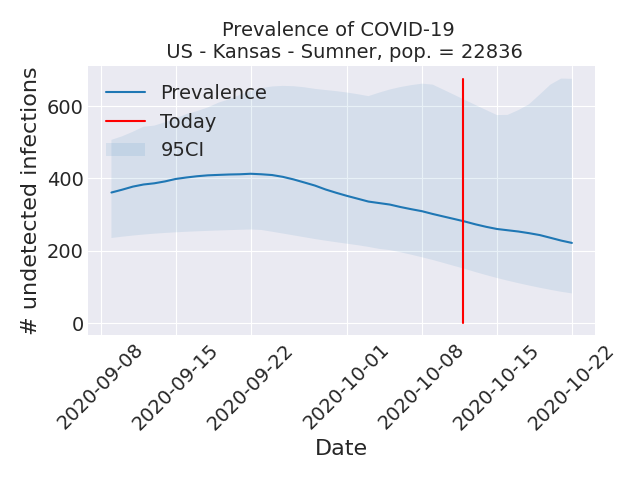 Prevalence of COVID-19
US - Kansas - Sumner, pop. = 22836
# undetected infections
600
400
200
0
Prevalence
Today
95CI
2020-09-08
2020-09-15
2020-09-22
2020-10-01
2020-10-08
2020-10-15
2020-10-22
Date